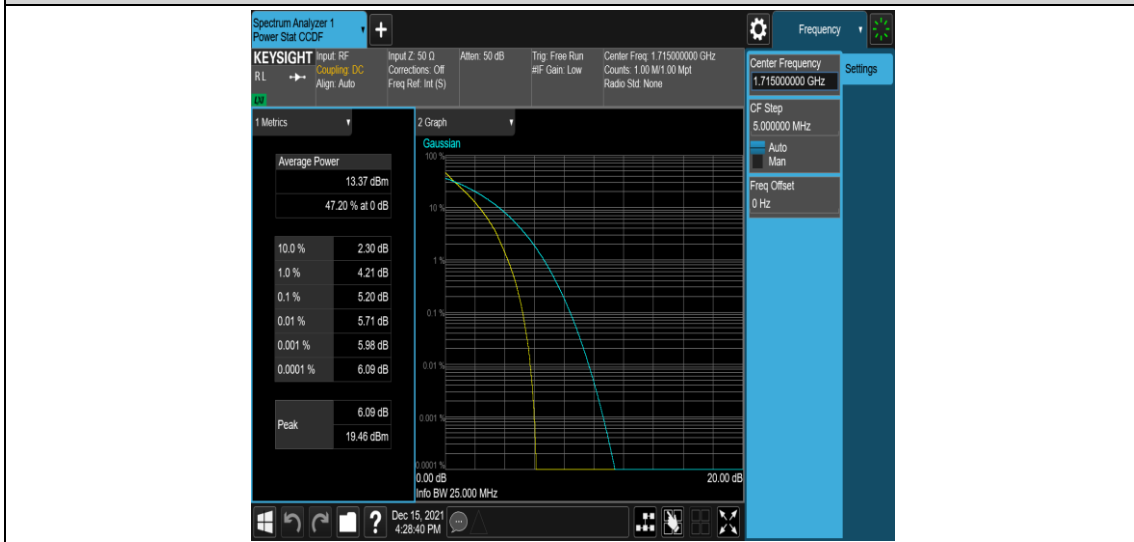 Spectrum Analyzer 1
Power Stat CCDF
+
Frequency
KEYSIGHT
Input: RF
Coupling: DC
Align: Auto
RL
LXI
Input Z: 50 Ω
Corrections: Off
Freq Ref: Int (S)
Atten: 50 dB
Trig: Free Run
#IF Gain: Low
Center Freq: 1.715000000 GHz
Counts: 1.00 M/1.00 Mpt
Radio Std: None
Center Frequency
1.715000000 GHz
Settings
CF Step
5.000000 MHz
Auto
Man
Freq Offset
0 Hz
1 Metrics
Average Power
13.37 dBm
47.20 % at 0 dB
10.0 % 2.30 dB
1.0 % 4.21 dB
0.1 % 5.20 dB
0.01 % 5.71 dB
0.001 % 5.98 dB
0.0001 % 6.09 dB
Peak
6.09 dB
19.46 dBm
2 Graph
Gaussian
100 %
10 %
1 %
0.1 %
0.01 %
0.001 %
0.0001 %
0.00 dB 20.00 dB
Info BW 25.000 MHz
?
Dec 15, 2021
4:28:40 PM